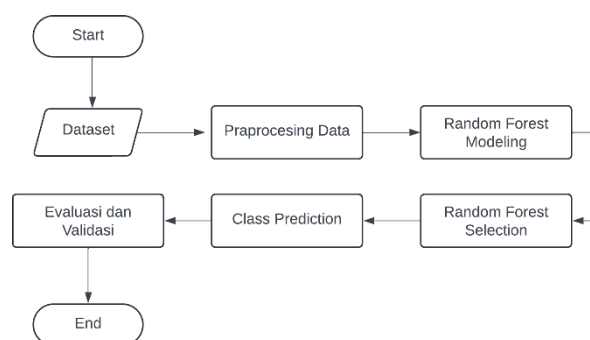 Start
Dataset
Praprocesing Data
Random Forest
Modeling
Random Forest
Selection
Class Prediction
Evaluasi dan
Validasi
End